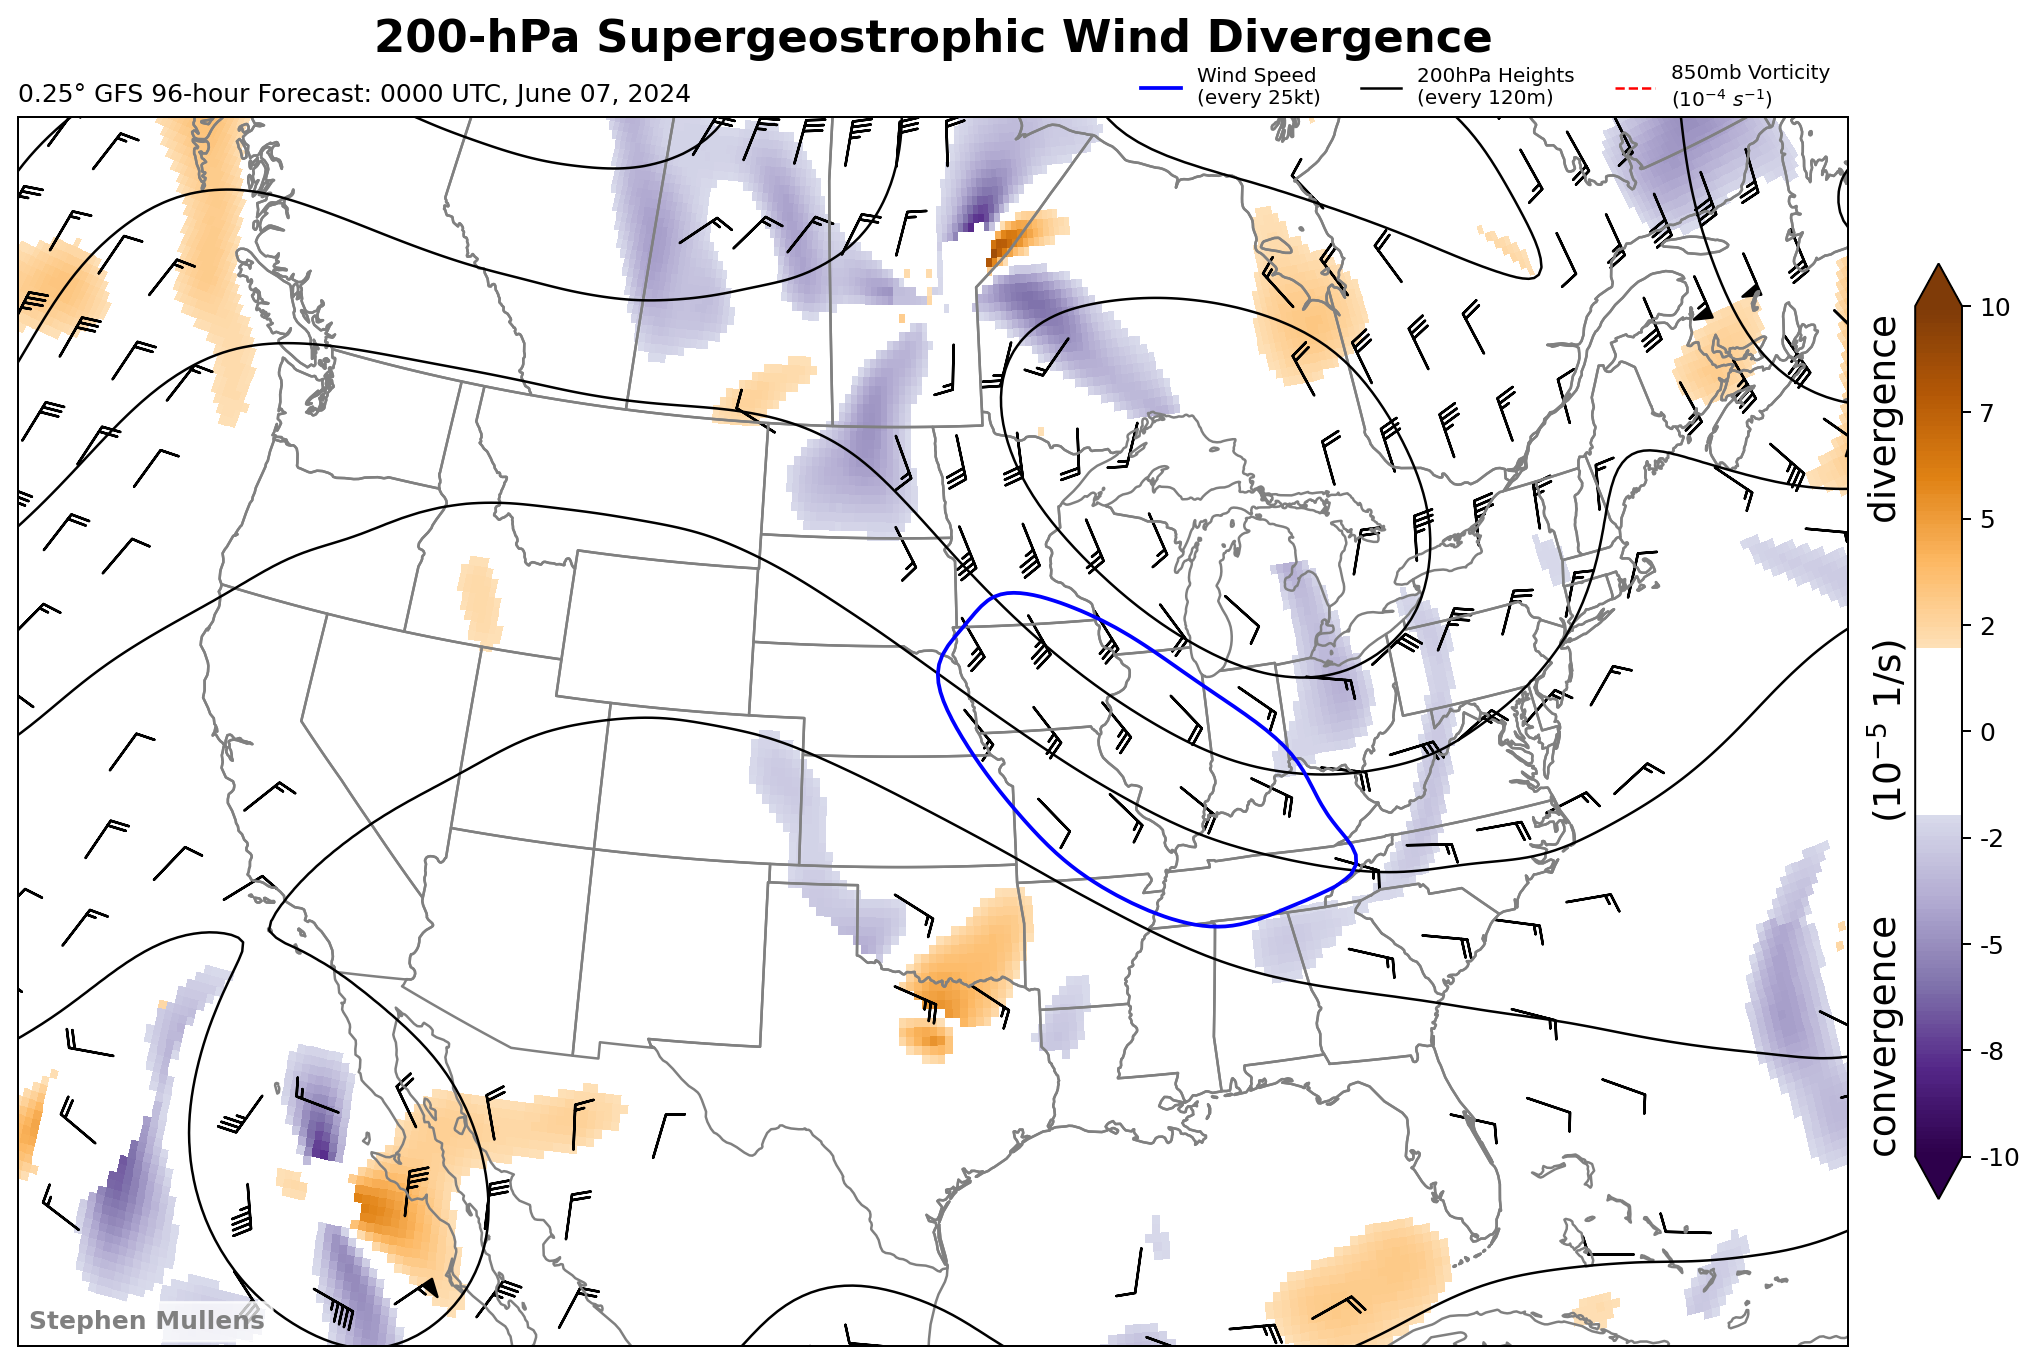 200-hPa Supergeostrophic Wind Divergence
0.25° GFS 96-hour Forecast: 0000 UTC, June 07, 2024
Wind Speed
(every 25kt)
200hPa Heights
(every 120m)
850mb Vorticity
(10⁻⁴ s⁻¹)
10
7
5
2
0
-2
-5
-8
-10
convergence (10⁻⁵ 1/s) divergence
Stephen Mullens